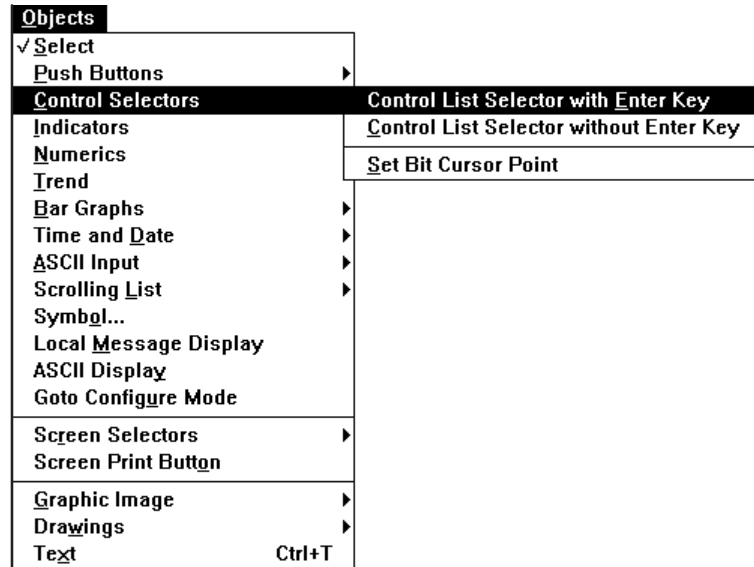 Objects
√ Select
Push Buttons
Control Selectors
Control List Selector with Enter Key
Indicators
Control List Selector without Enter Key
Numerics
Set Bit Cursor Point
Trend
Bar Graphs
Time and Date
ASCII Input
Scrolling List
Symbol...
Local Message Display
ASCII Display
Goto Configure Mode
Screen Selectors
Screen Print Button
Graphic Image
Drawings
Text Ctrl+T